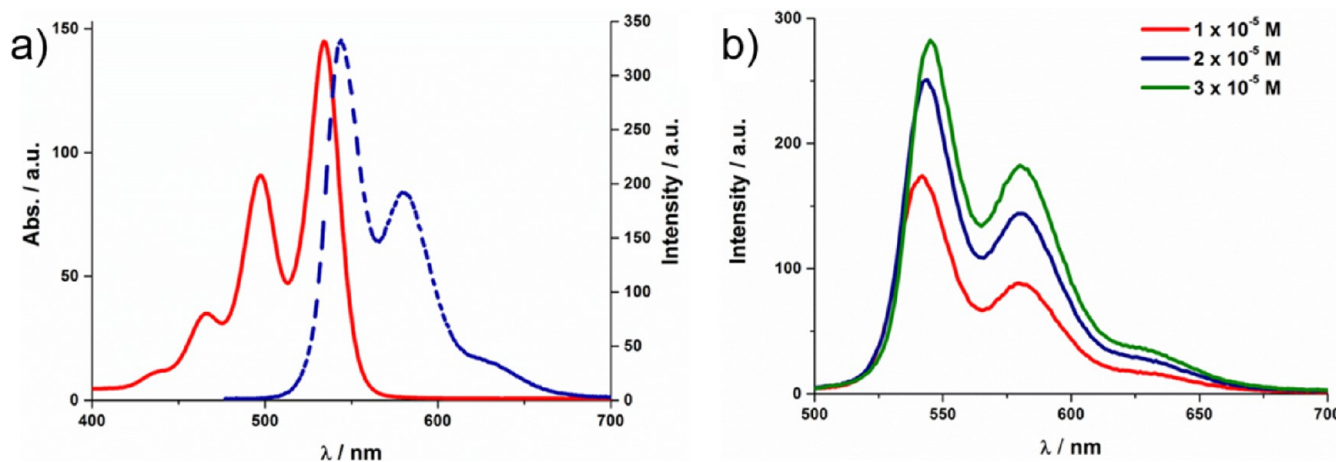 a)
Abs. / a.u.
150
100
50
0
400
500
600
700
λ / nm
350
300
250
200
150
100
50
0
Intensity / a.u.
b)
Intensity / a.u.
300
200
100
0
500
550
600
650
700
λ / nm
1 x 10⁻⁵ M
2 x 10⁻⁵ M
3 x 10⁻⁵ M